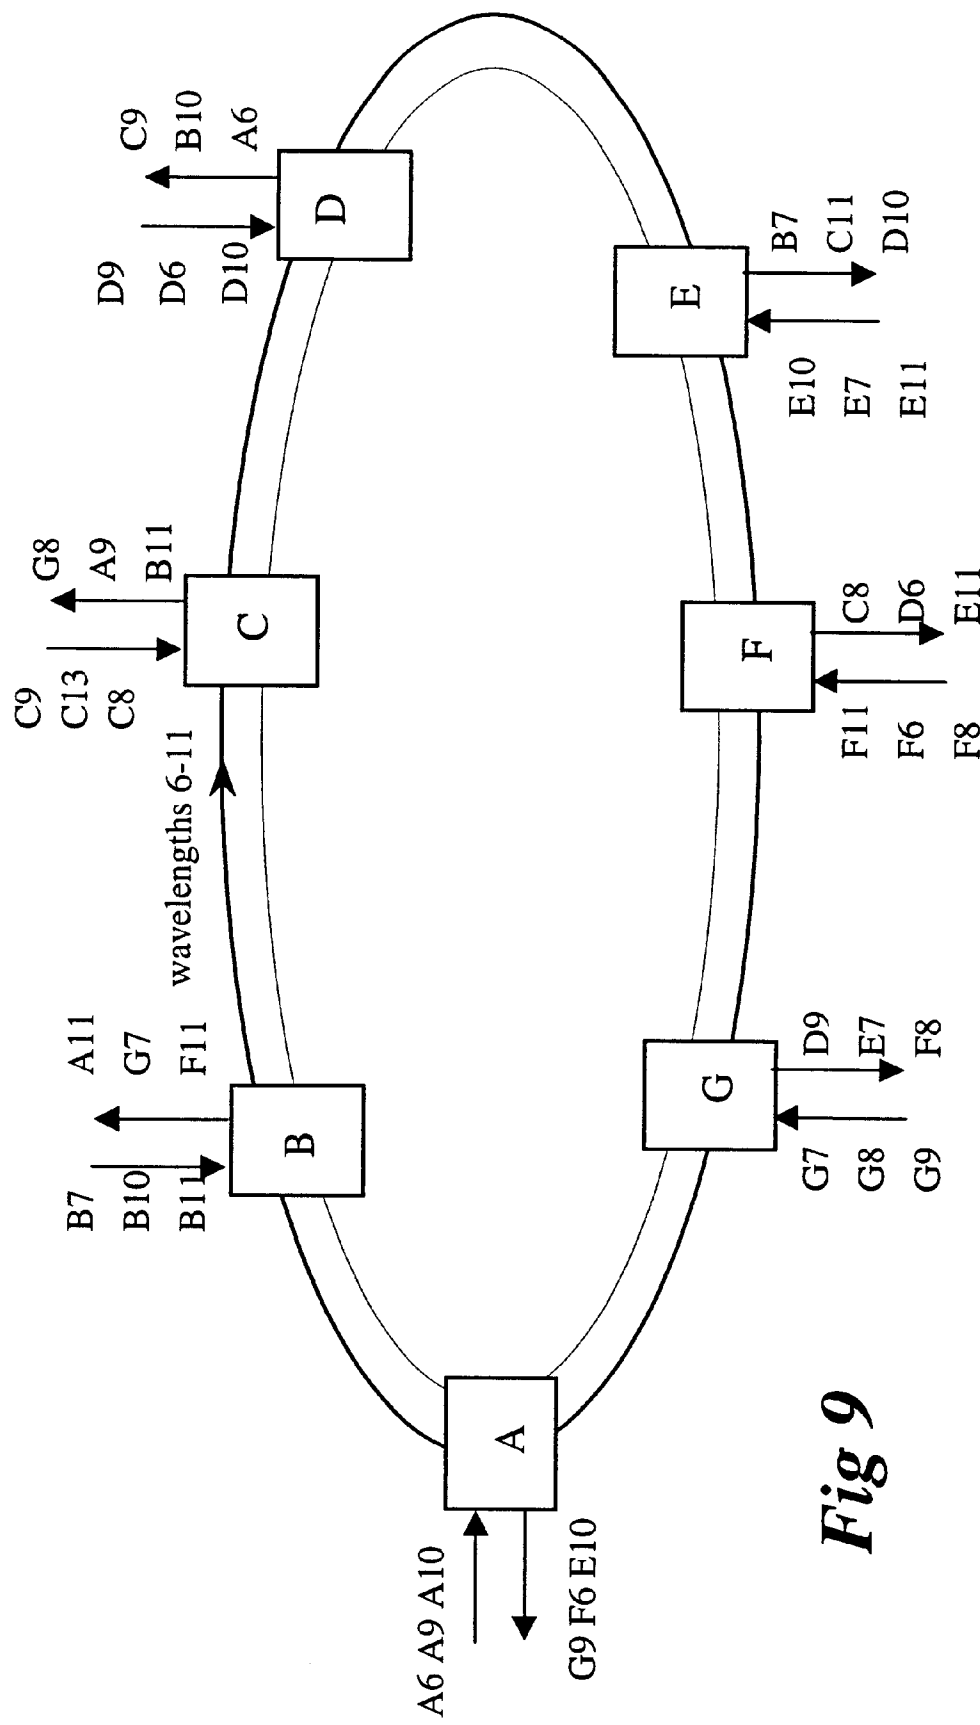 A6 A9 A10
G9 F6 E10
A
B7
B10
B11
A11
G7
F11
B
wavelengths 6-11
C9
C13
C8
G8
A9
B11
C
D9
D6
D10
C9
B10
A6
D
E10
E7
E11
B7
C11
D10
E
F11
F6
F8
C8
D6
E11
F
G7
G8
G9
D9
E7
F8
G
Fig 9